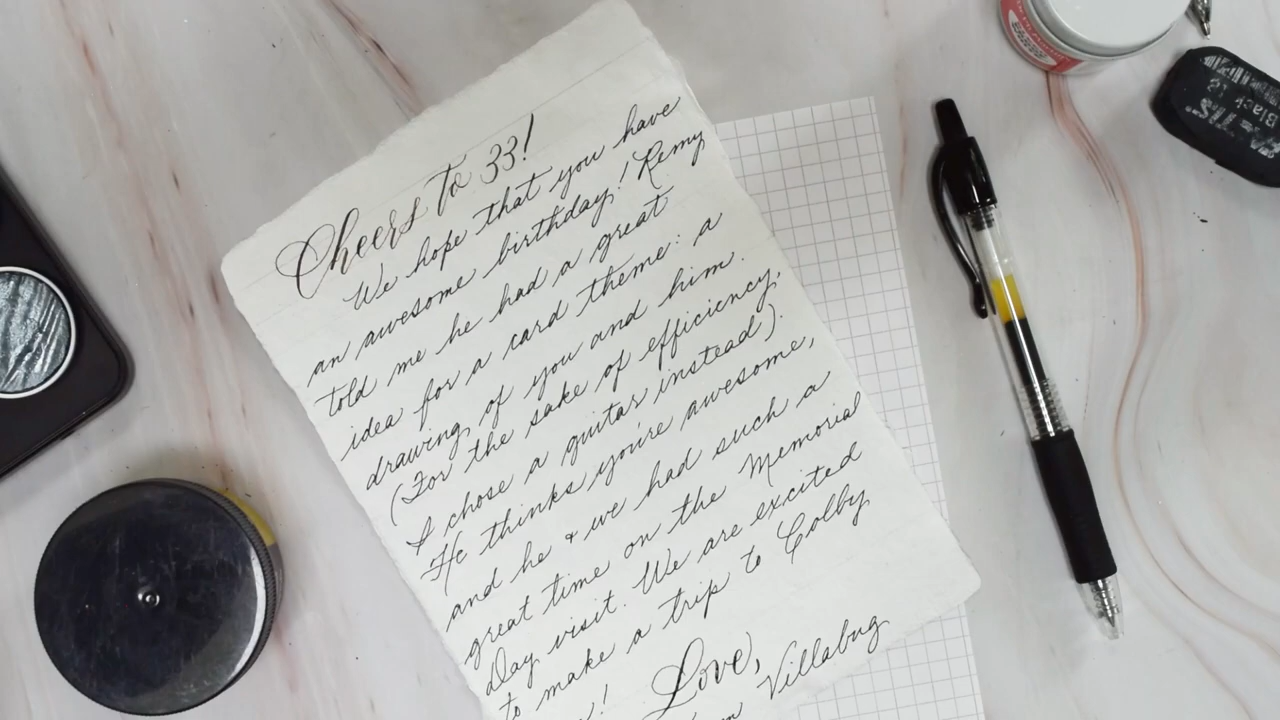 Cheers to 33!
We hope that you have
an awesome birthday! Remy
told me he had a great
idea for a card theme: a
drawing of you and him.
(For the sake of efficiency,
I chose a guitar instead).
He thinks you're awesome,
and he & we had such a
great time on the Memorial
Day visit. We are excited
to make a trip to Colby
Love,
Villabug
Black